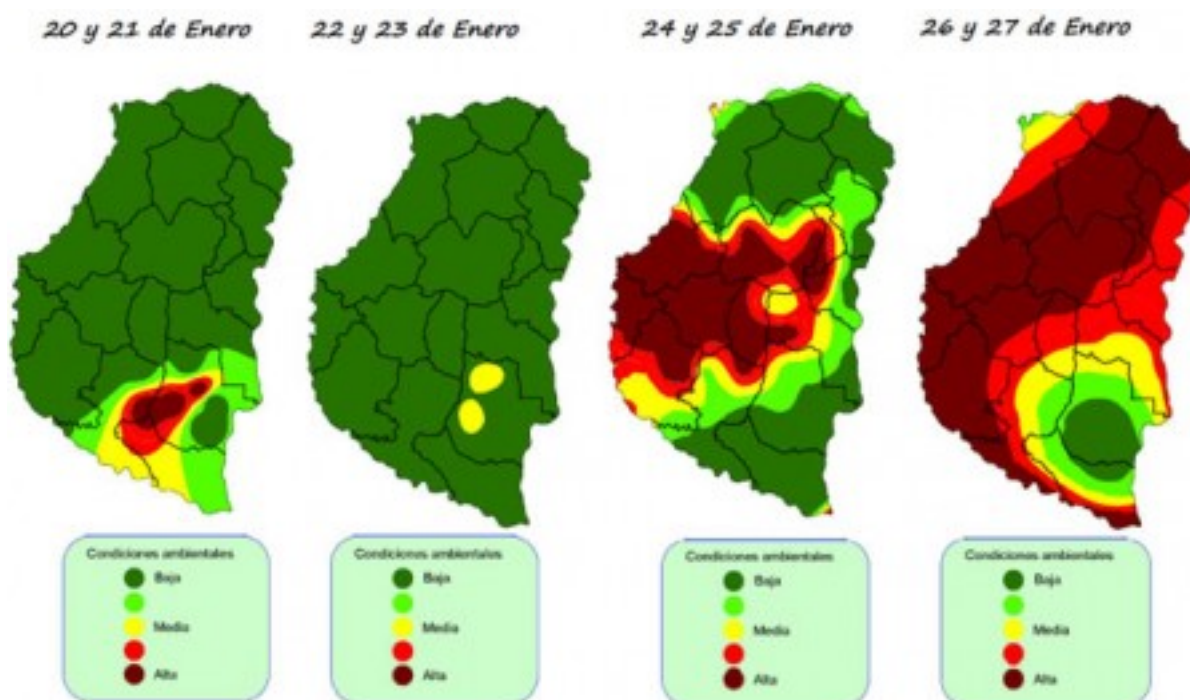 20 y 21 de Enero
22 y 23 de Enero
24 y 25 de Enero
26 y 27 de Enero
Condiciones ambientales
Baja
Media
Alta
Condiciones ambientales
Baja
Media
Alta
Condiciones ambientales
Baja
Media
Alta
Condiciones ambientales
Baja
Media
Alta